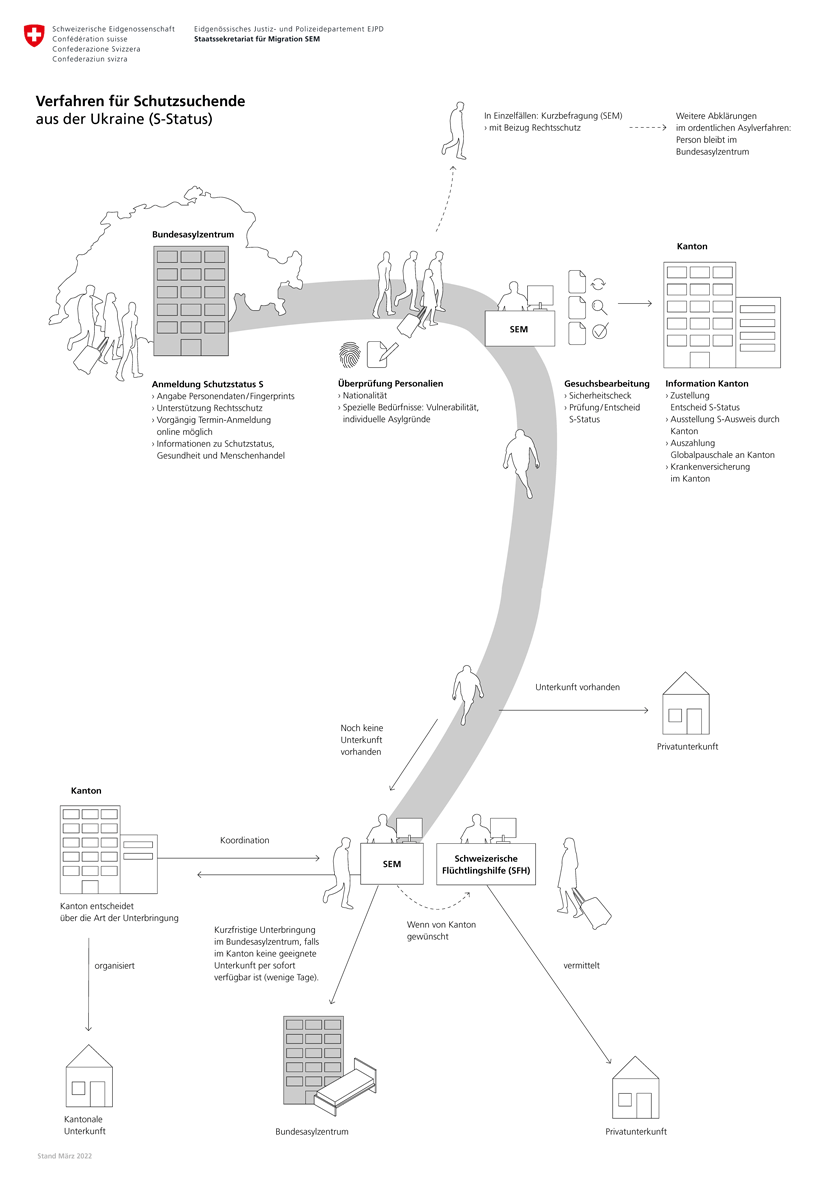 Schweizerische Eidgenossenschaft
Confédération suisse
Confederazione Svizzera
Confederaziun svizra
Eidgenössisches Justiz- und Polizeidepartement EJPD
Staatssekretariat für Migration SEM
Verfahren für Schutzsuchende
aus der Ukraine (S-Status)
In Einzelfällen: Kurzbefragung (SEM)
› mit Beizug Rechtsschutz
Weitere Abklärungen
im ordentlichen Asylverfahren:
Person bleibt im
Bundesasylzentrum
Bundesasylzentrum
Kanton
SEM
Anmeldung Schutzstatus S
› Angabe Personendaten/Fingerprints
› Unterstützung Rechtsschutz
› Vorgängig Termin-Anmeldung
online möglich
› Informationen zu Schutzstatus,
Gesundheit und Menschenhandel
Überprüfung Personalien
› Nationalität
› Spezielle Bedürfnisse: Vulnerabilität,
individuelle Asylgründe
Gesuchsbearbeitung
› Sicherheitscheck
› Prüfung/Entscheid
S-Status
Information Kanton
› Zustellung
Entscheid S-Status
› Ausstellung S-Ausweis durch
Kanton
› Auszahlung
Globalpauschale an Kanton
› Krankenversicherung
im Kanton
Unterkunft vorhanden
Privatunterkunft
Noch keine
Unterkunft
vorhanden
Kanton
Koordination
SEM
Schweizerische
Flüchtlingshilfe (SFH)
Kanton entscheidet
über die Art der Unterbringung
Kurzfristige Unterbringung
im Bundesasylzentrum, falls
im Kanton keine geeignete
Unterkunft per sofort
verfügbar ist (wenige Tage).
Wenn von Kanton
gewünscht
organisiert
vermittelt
Kantonale
Unterkunft
Bundesasylzentrum
Privatunterkunft
Stand März 2022